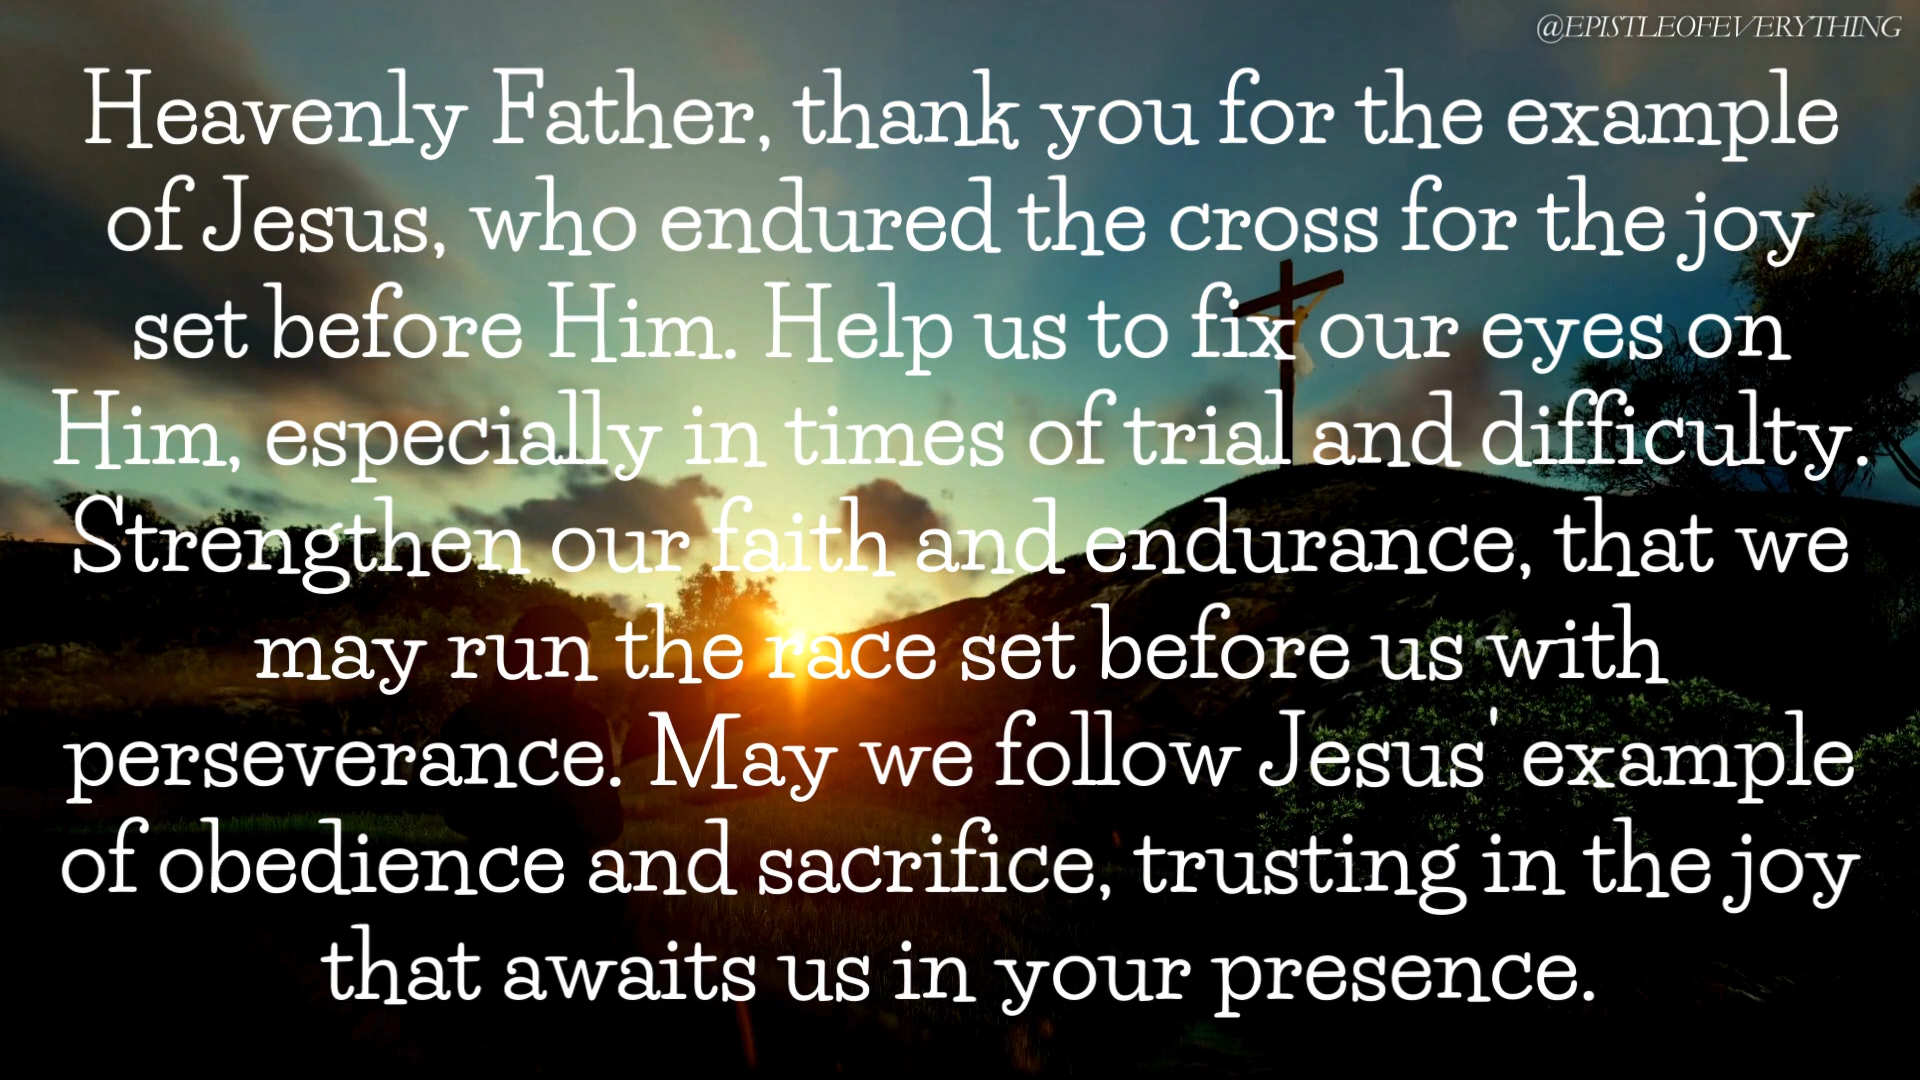 @EPISTLEOFEVERYTHING
Heavenly Father, thank you for the example
of Jesus, who endured the cross for the joy
set before Him. Help us to fix our eyes on
Him, especially in times of trial and difficulty.
Strengthen our faith and endurance, that we
may run the race set before us with
perseverance. May we follow Jesus' example
of obedience and sacrifice, trusting in the joy
that awaits us in your presence.